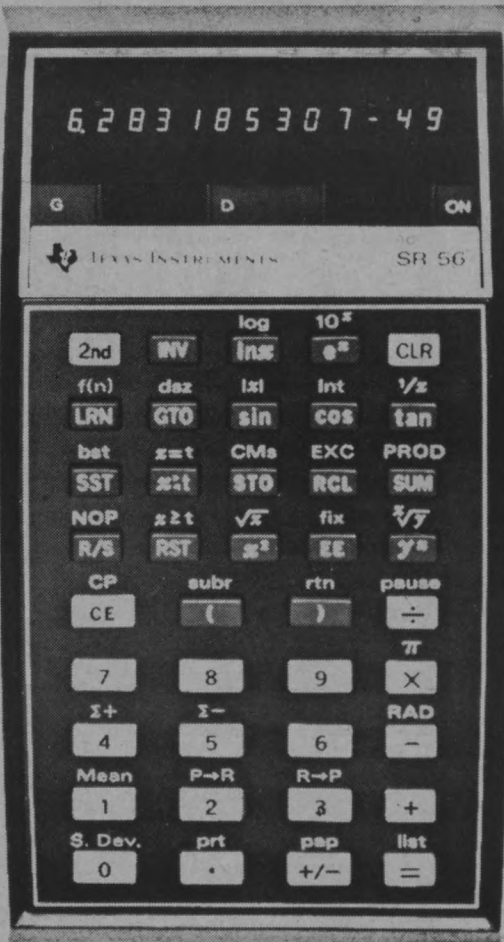 6.283185307-49
G D ON
TEXAS INSTRUMENTS SR 56
log 10ˣ
2nd INV lnx eˣ CLR
f(n) dsz |x| Int 1/x
LRN GTO sin cos tan
bst x=t CMs EXC PROD
SST x⇄t STO RCL SUM
NOP x≥t √x fix ˣ√y
R/S RST x² EE yˣ
CP subr rtn pause
CE ( ) ÷
π
7 8 9 ×
Σ+ Σ− RAD
4 5 6 −
Mean P→R R→P
1 2 3 +
S. Dev. prt pap list
0 . +/− =